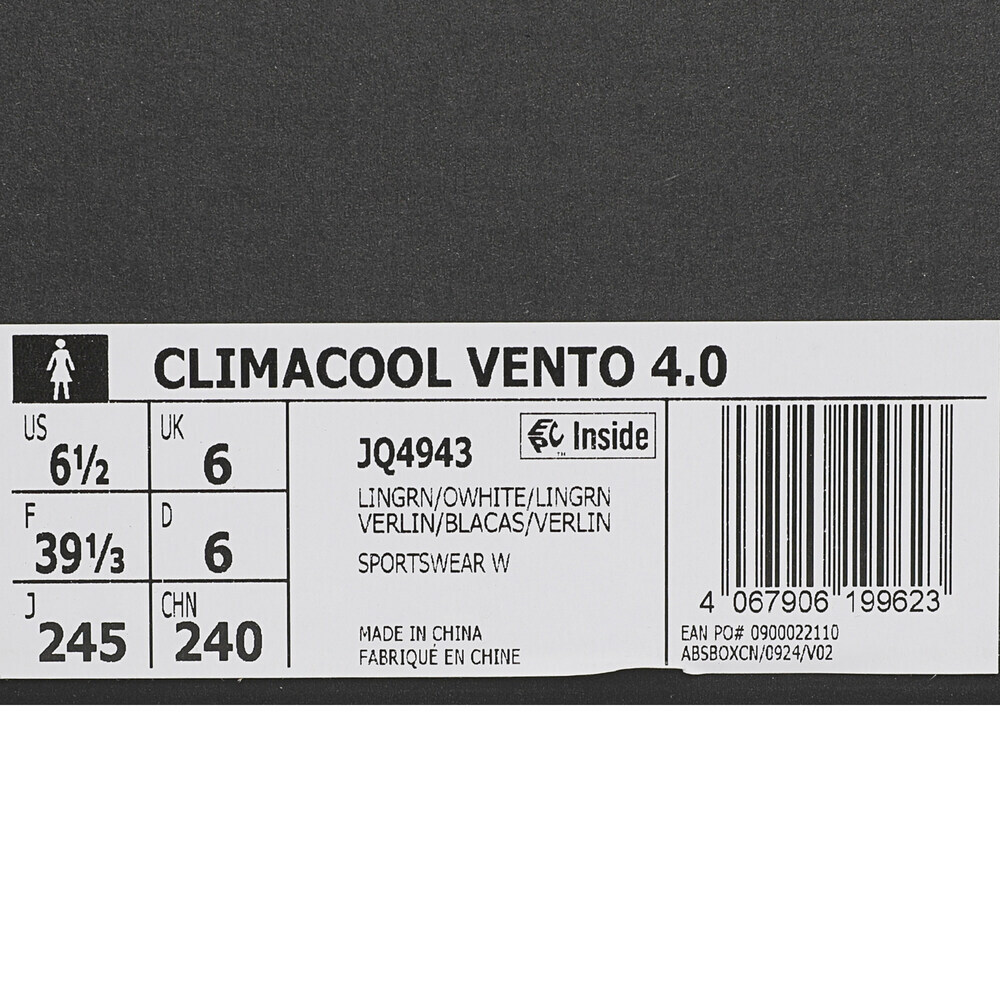 CLIMACOOL VENTO 4.0
US
6½
UK
6
F
39⅓
D
6
J
245
CHN
240
JQ4943
EPC™ Inside
LINGRN/OWHITE/LINGRN
VERLIN/BLACAS/VERLIN
SPORTSWEAR W
MADE IN CHINA
FABRIQUÉ EN CHINE
4 067906 199623
EAN PO# 0900022110
ABSBOXCN/0924/V02